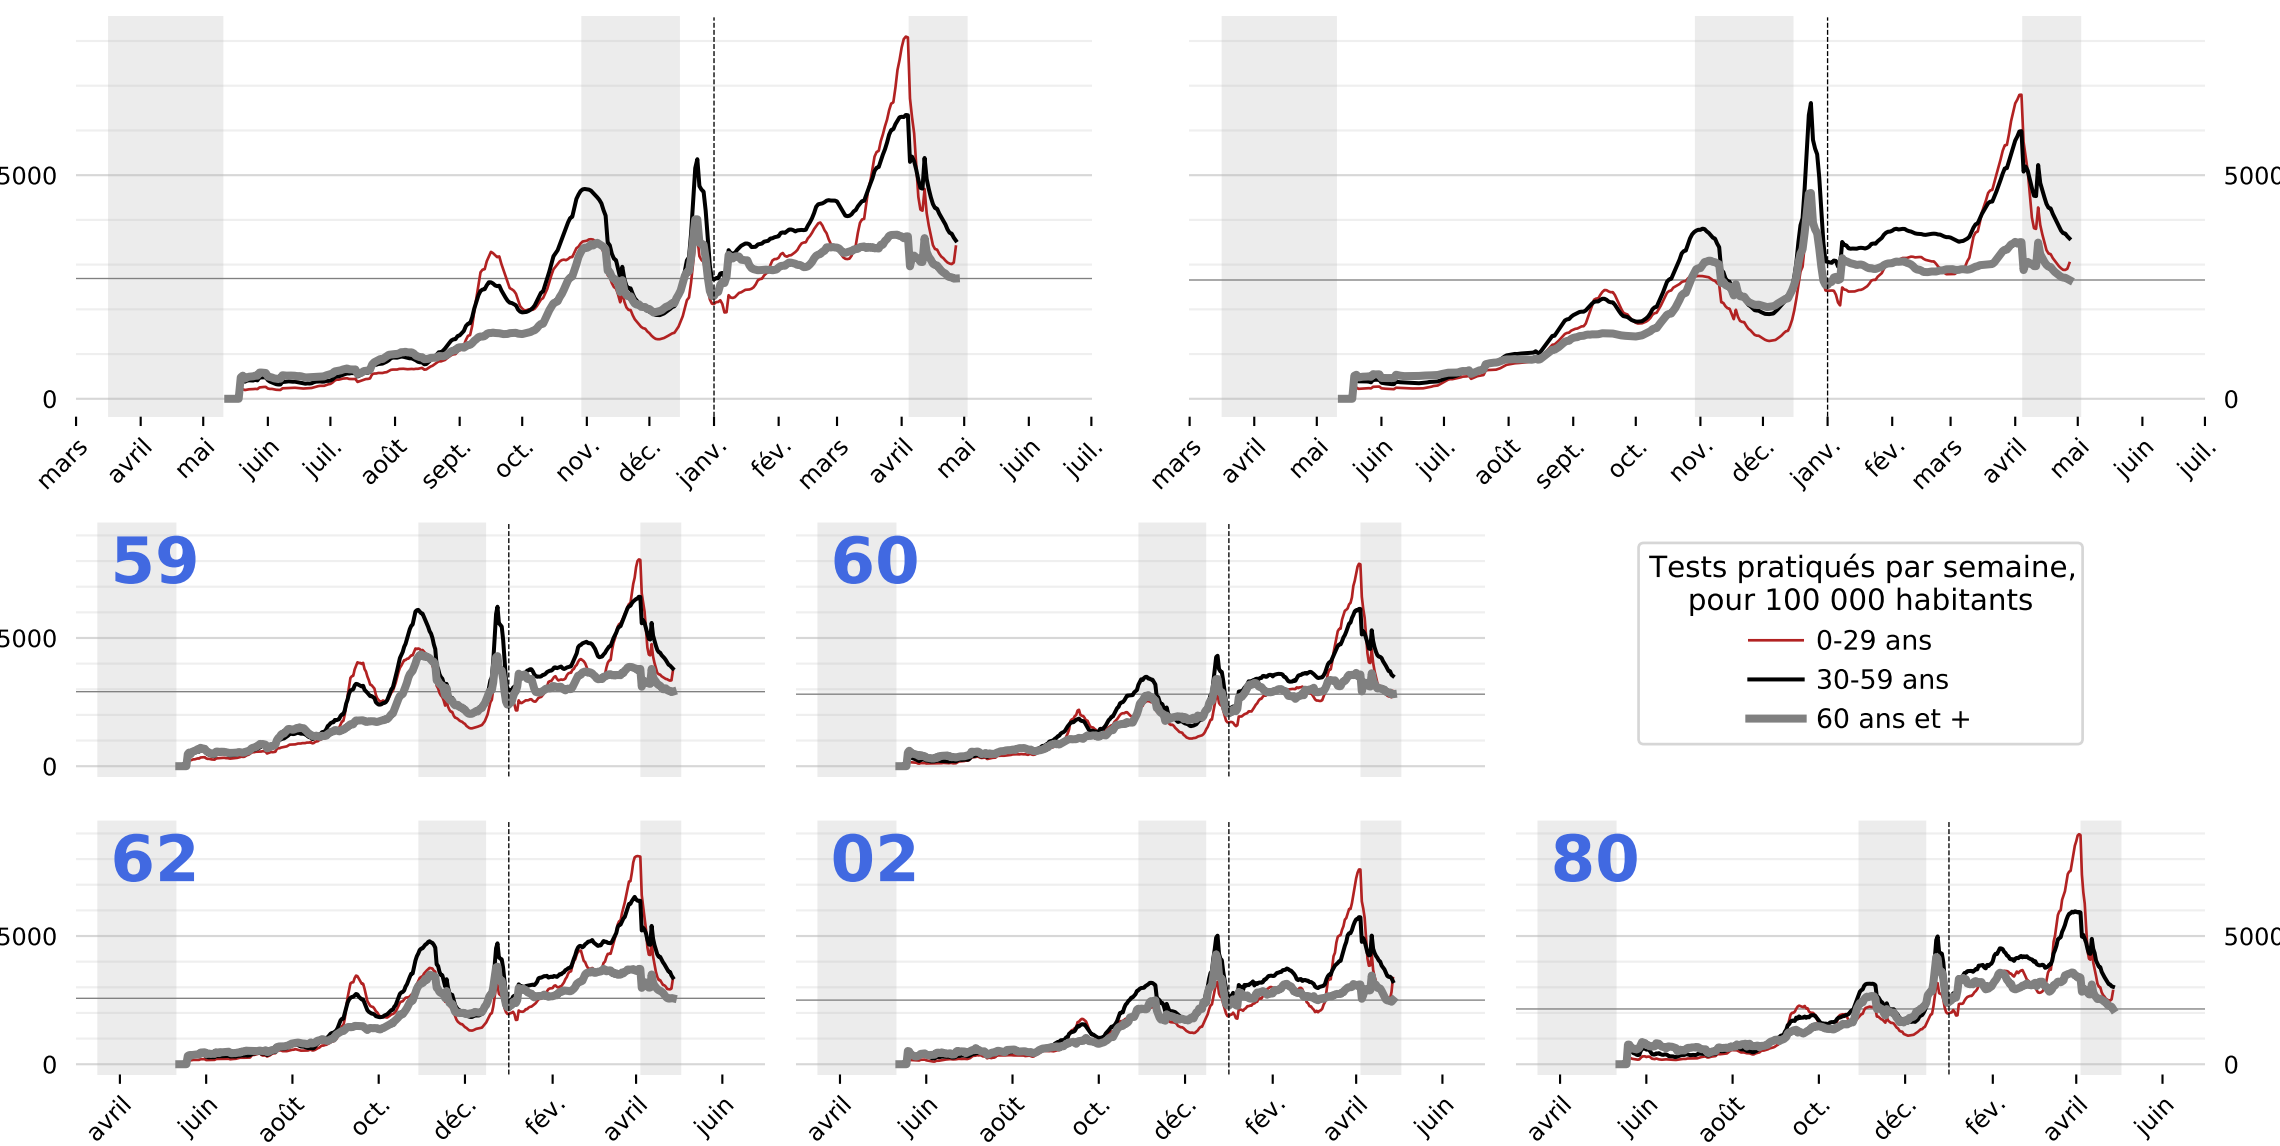 5000
5000
0
0
mars avril mai juin juil. août sept. oct. nov. déc. janv. fév. mars avril mai juin juil.
mars avril mai juin juil. août sept. oct. nov. déc. janv. fév. mars avril mai juin juil.
59
60
Tests pratiqués par semaine,
pour 100 000 habitants
0-29 ans
30-59 ans
60 ans et +
5000
0
62
02
80
5000
5000
0
0
avril juin août oct. déc. fév. avril juin
avril juin août oct. déc. fév. avril juin
avril juin août oct. déc. fév. avril juin